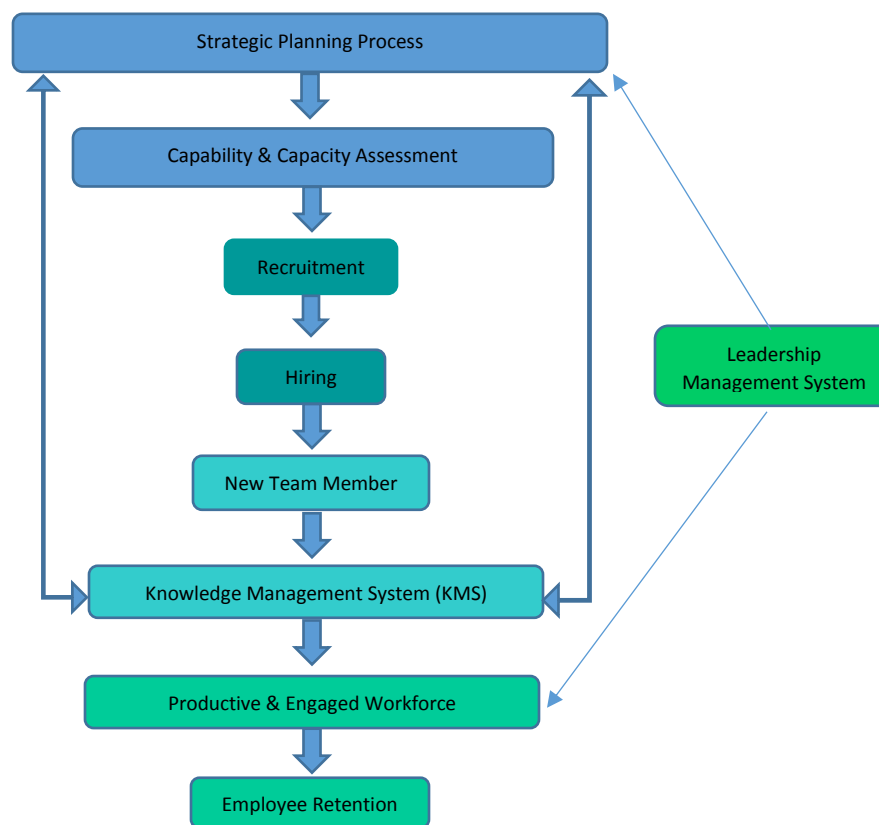 Strategic Planning Process
Capability & Capacity Assessment
Recruitment
Hiring
Leadership
Management System
New Team Member
Knowledge Management System (KMS)
Productive & Engaged Workforce
Employee Retention